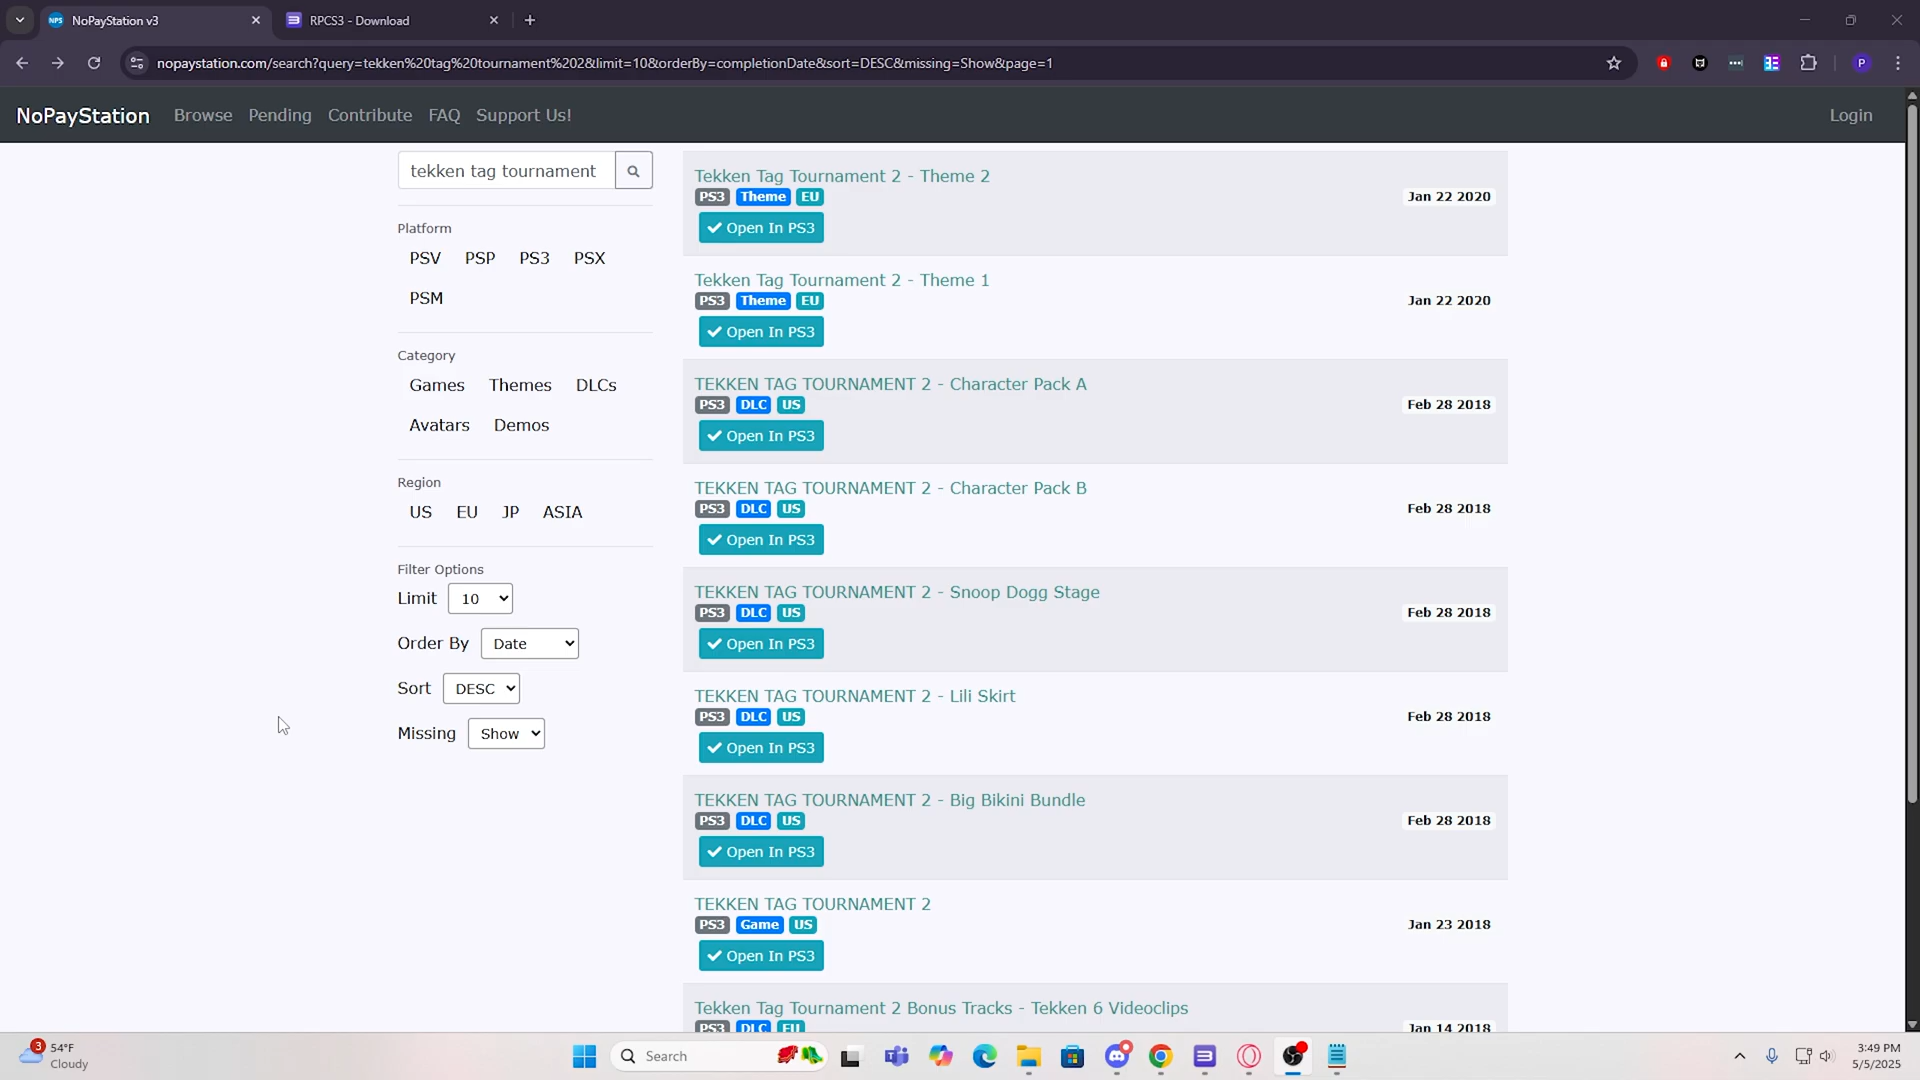 NPS NoPayStation v3
RPCS3 - Download
nopaystation.com/search?query=tekken%20tag%20tournament%202&limit=10&orderBy=completionDate&sort=DESC&missing=Show&page=1
P
NoPayStation
Browse
Pending
Contribute
FAQ
Support Us!
Login
tekken tag tournament
Platform
PSV PSP PS3 PSX
PSM
Category
Games Themes DLCs
Avatars Demos
Region
US EU JP ASIA
Filter Options
Limit 10
Order By Date
Sort DESC
Missing Show
Tekken Tag Tournament 2 - Theme 2
PS3 Theme EU
Jan 22 2020
Open In PS3
Tekken Tag Tournament 2 - Theme 1
PS3 Theme EU
Jan 22 2020
Open In PS3
TEKKEN TAG TOURNAMENT 2 - Character Pack A
PS3 DLC US
Feb 28 2018
Open In PS3
TEKKEN TAG TOURNAMENT 2 - Character Pack B
PS3 DLC US
Feb 28 2018
Open In PS3
TEKKEN TAG TOURNAMENT 2 - Snoop Dogg Stage
PS3 DLC US
Feb 28 2018
Open In PS3
TEKKEN TAG TOURNAMENT 2 - Lili Skirt
PS3 DLC US
Feb 28 2018
Open In PS3
TEKKEN TAG TOURNAMENT 2 - Big Bikini Bundle
PS3 DLC US
Feb 28 2018
Open In PS3
TEKKEN TAG TOURNAMENT 2
PS3 Game US
Jan 23 2018
Open In PS3
Tekken Tag Tournament 2 Bonus Tracks - Tekken 6 Videoclips
PS3 DLC EU
Jan 14 2018
3
54°F
Cloudy
Search
3:49 PM
5/5/2025